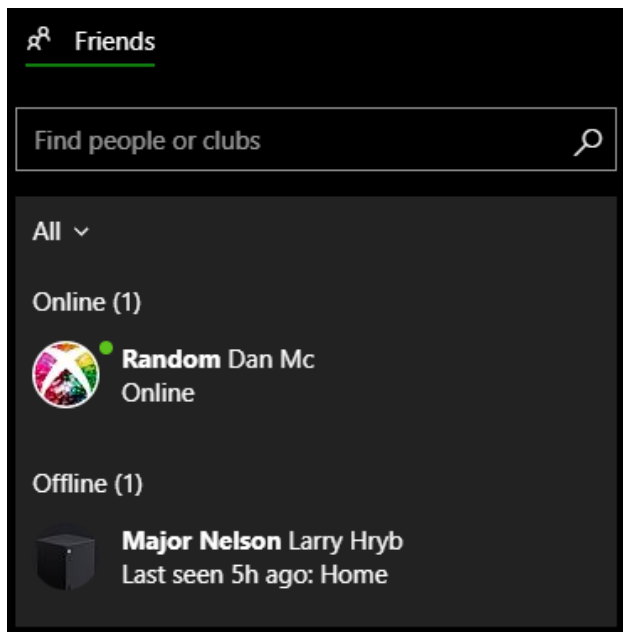 Friends
Find people or clubs
All
Online (1)
Random Dan Mc
Online
Offline (1)
Major Nelson Larry Hryb
Last seen 5h ago: Home